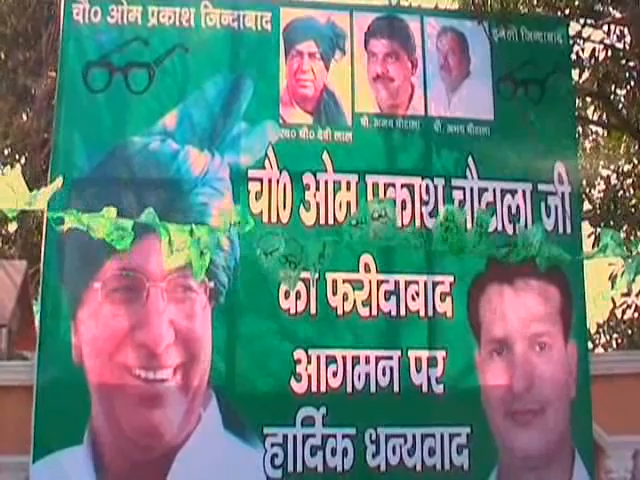 चौ० ओम प्रकाश जिन्दाबाद
इनेलो जिन्दाबाद
स्व० चौ० देवी लाल
चौ. अजय चौटाला
चौ. अभय चौटाला
चौ० ओम प्रकाश चौटाला जी
का फरीदाबाद
आगमन पर
हार्दिक धन्यवाद